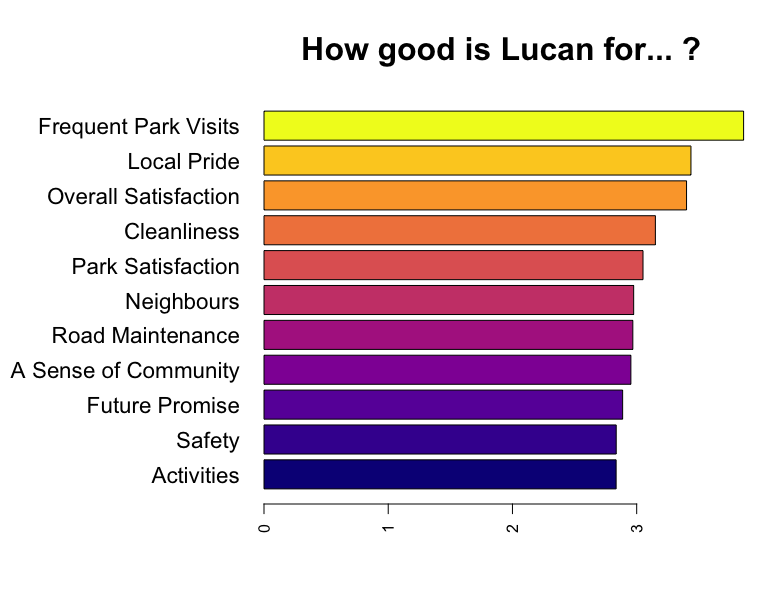 How good is Lucan for... ?
Frequent Park Visits
Local Pride
Overall Satisfaction
Cleanliness
Park Satisfaction
Neighbours
Road Maintenance
A Sense of Community
Future Promise
Safety
Activities
0 1 2 3